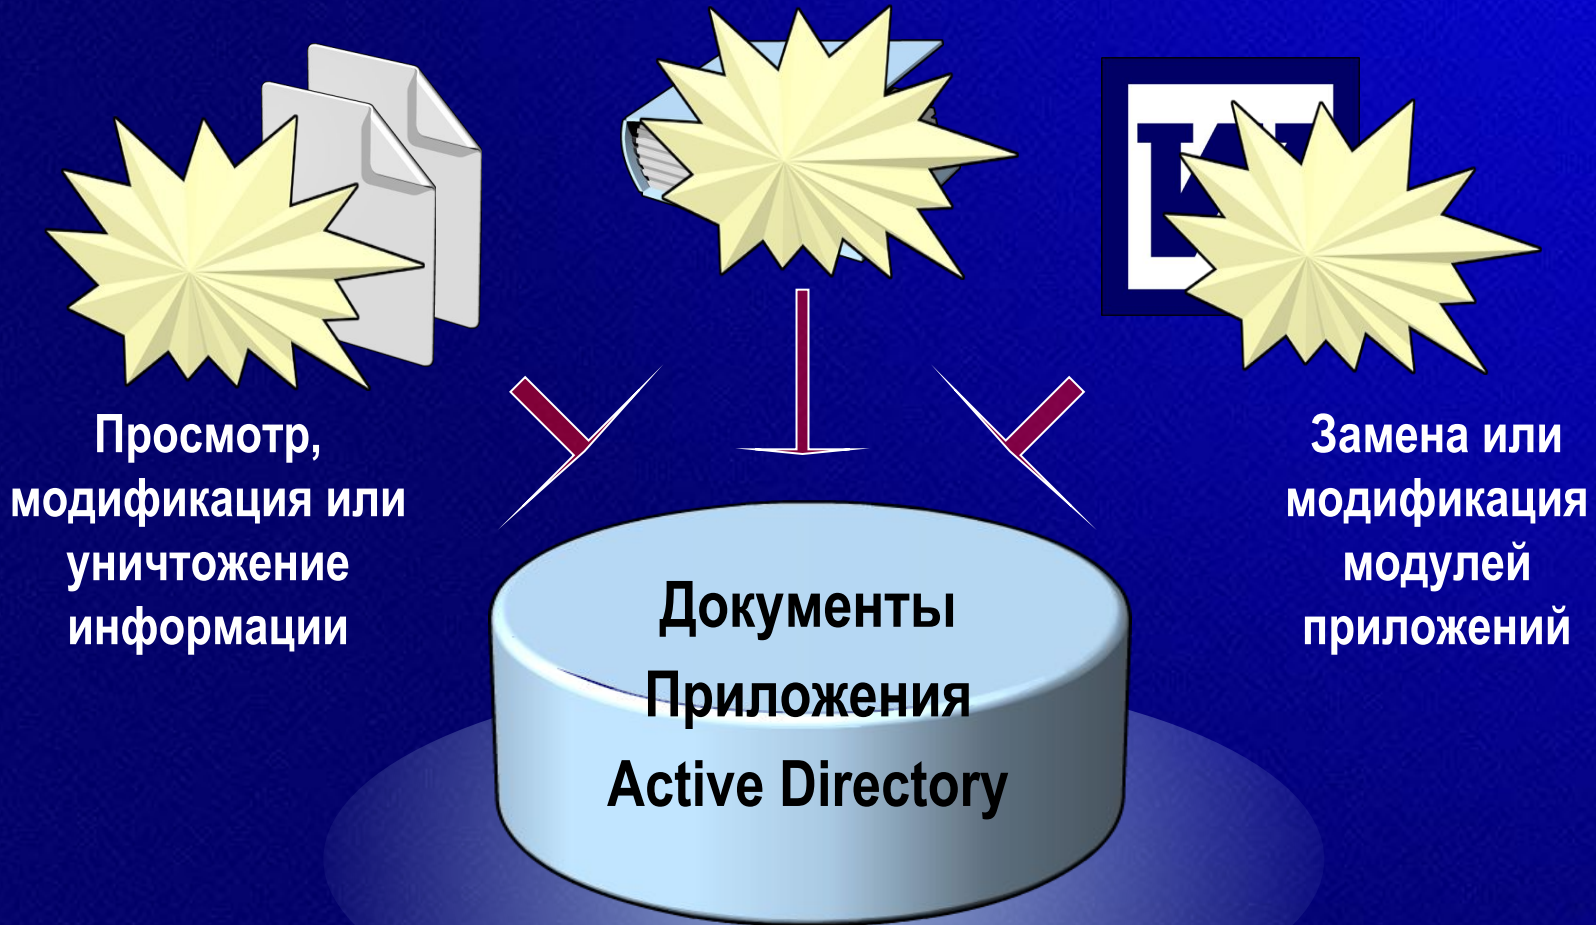 Просмотр,
модификация или
уничтожение
информации
Замена или
модификация
модулей
приложений
Документы
Приложения
Active Directory